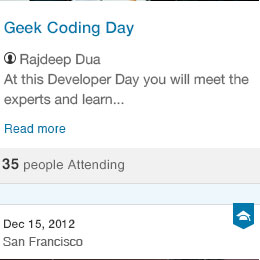 Geek Coding Day
Rajdeep Dua
At this Developer Day you will meet the
experts and learn...
Read more
35 people Attending
Dec 15, 2012
San Francisco